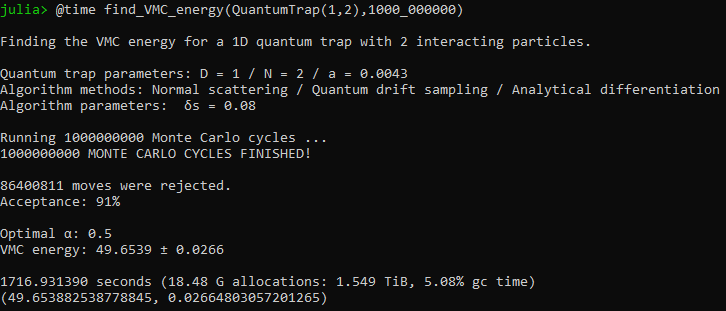 julia> @time find_VMC_energy(QuantumTrap(1,2),1000_000000)
Finding the VMC energy for a 1D quantum trap with 2 interacting particles.
Quantum trap parameters: D = 1 / N = 2 / a = 0.0043
Algorithm methods: Normal scattering / Quantum drift sampling / Analytical differentiation
Algorithm parameters:  δs = 0.08
Running 1000000000 Monte Carlo cycles ...
1000000000 MONTE CARLO CYCLES FINISHED!
86400811 moves were rejected.
Acceptance: 91%
Optimal α: 0.5
VMC energy: 49.6539 ± 0.0266
1716.931390 seconds (18.48 G allocations: 1.549 TiB, 5.08% gc time)
(49.653882538778845, 0.02664803057201265)